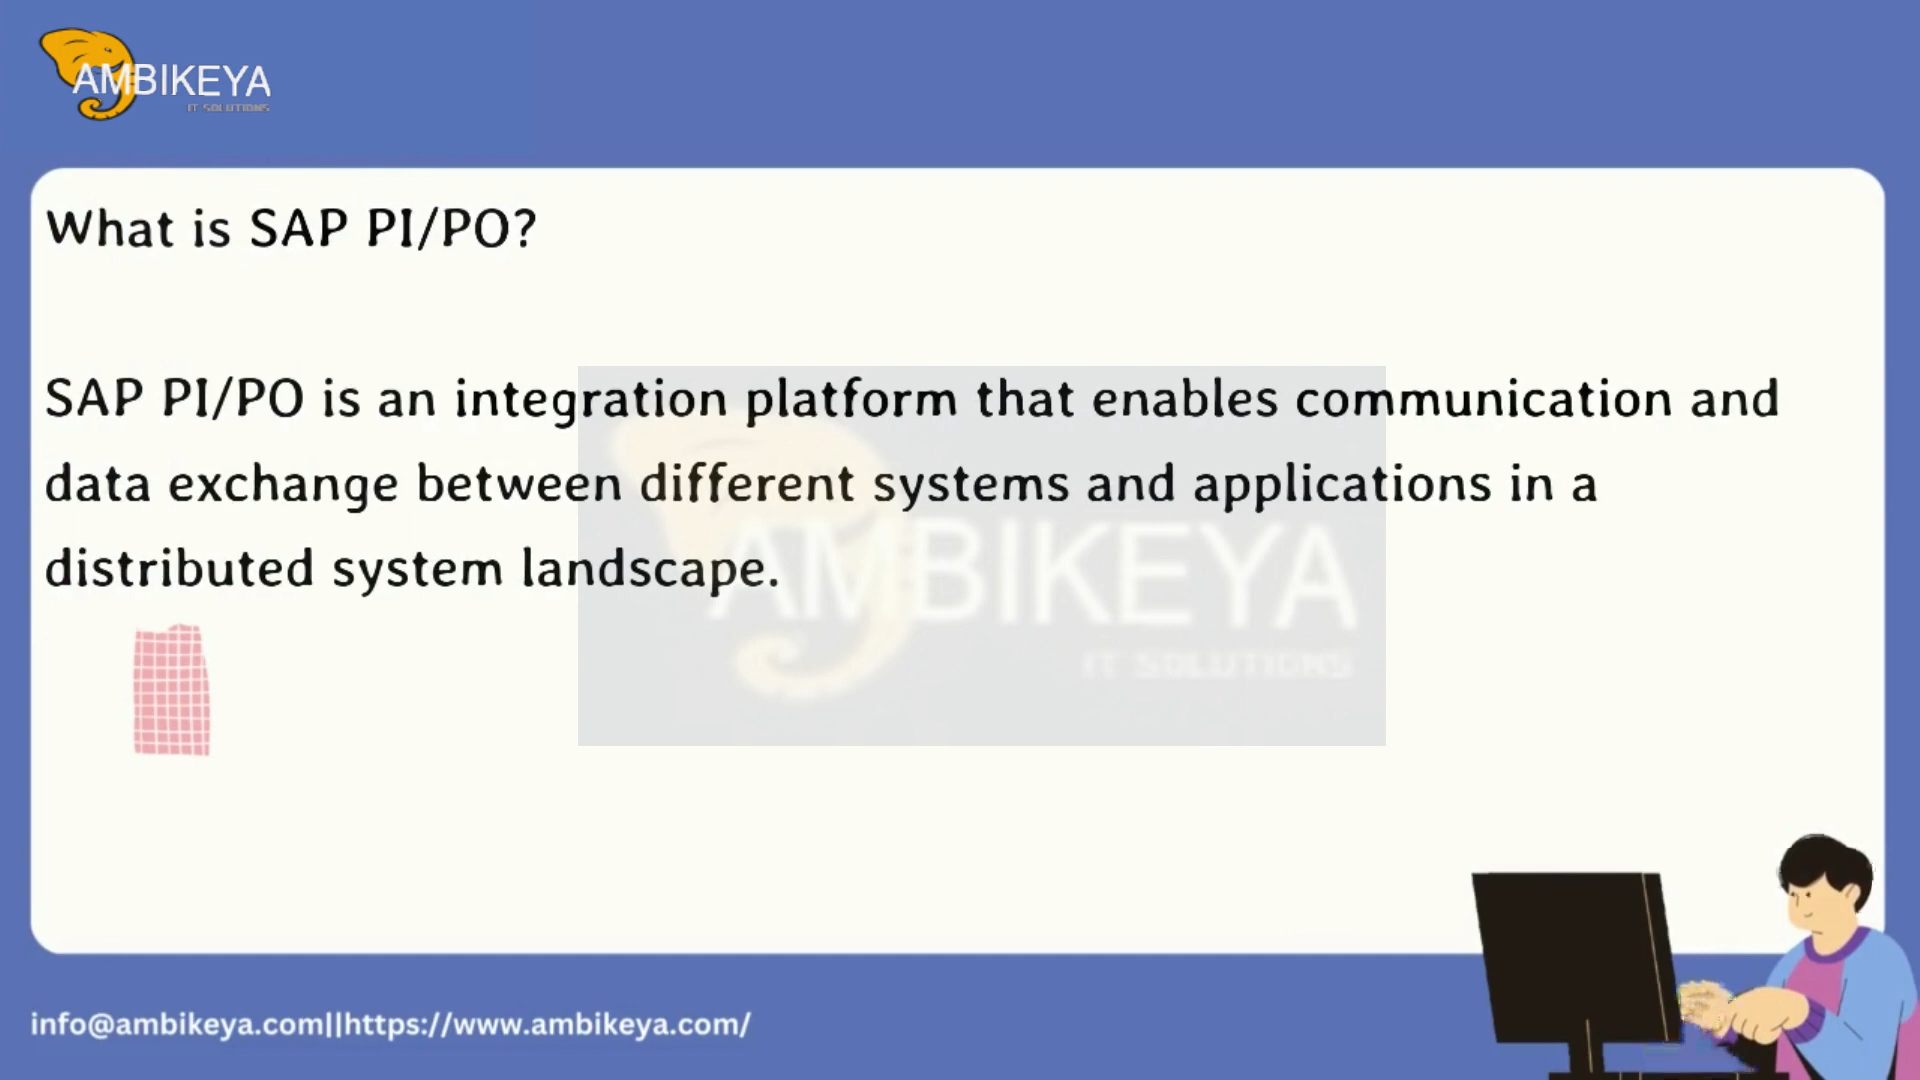 AMBIKEYA
IT SOLUTIONS
What is SAP PI/PO?
SAP PI/PO is an integration platform that enables communication and
data exchange between different systems and applications in a
distributed system landscape.
AMBIKEYA
IT SOLUTIONS
info@ambikeya.com||https://www.ambikeya.com/